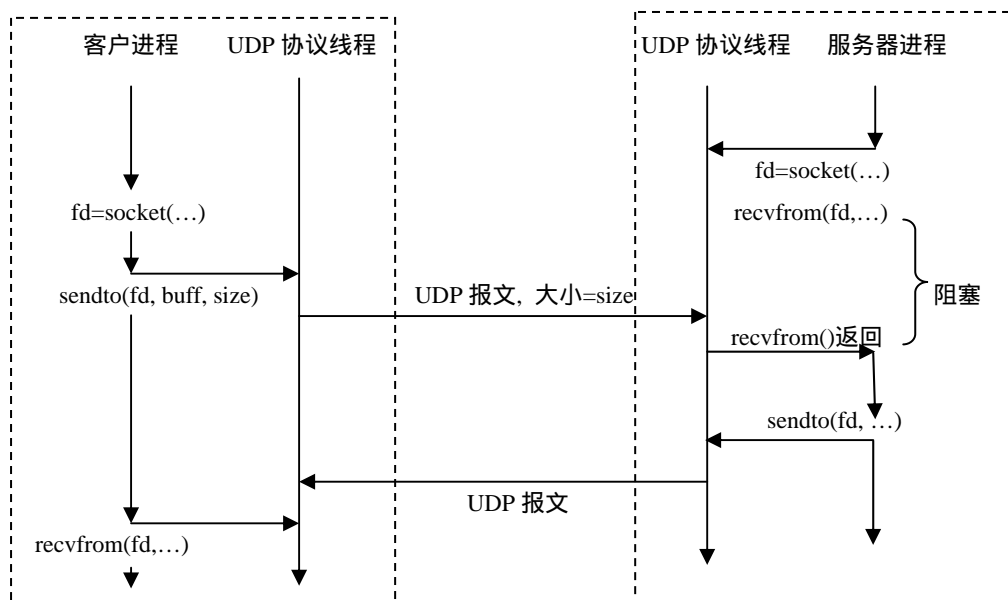 客户进程 UDP 协议线程 UDP 协议线程 服务器进程
fd=socket(…)
fd=socket(…) recvfrom(fd,…)
sendto(fd, buff, size) UDP 报文, 大小=size 阻塞
recvfrom()返回
sendto(fd, …)
UDP 报文
recvfrom(fd,…)